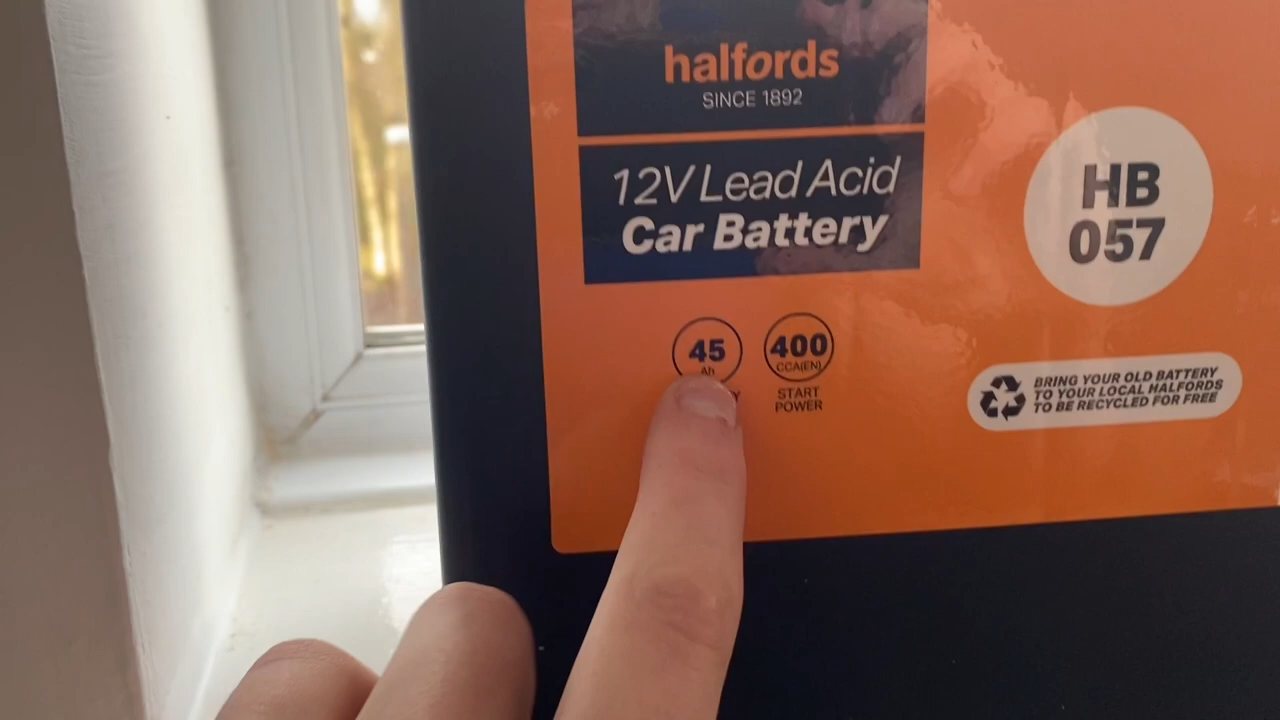 halfords
SINCE 1892
12V Lead Acid
Car Battery
HB
057
45
Ah
400
CCA(EN)
START
POWER
BRING YOUR OLD BATTERY
TO YOUR LOCAL HALFORDS
TO BE RECYCLED FOR FREE